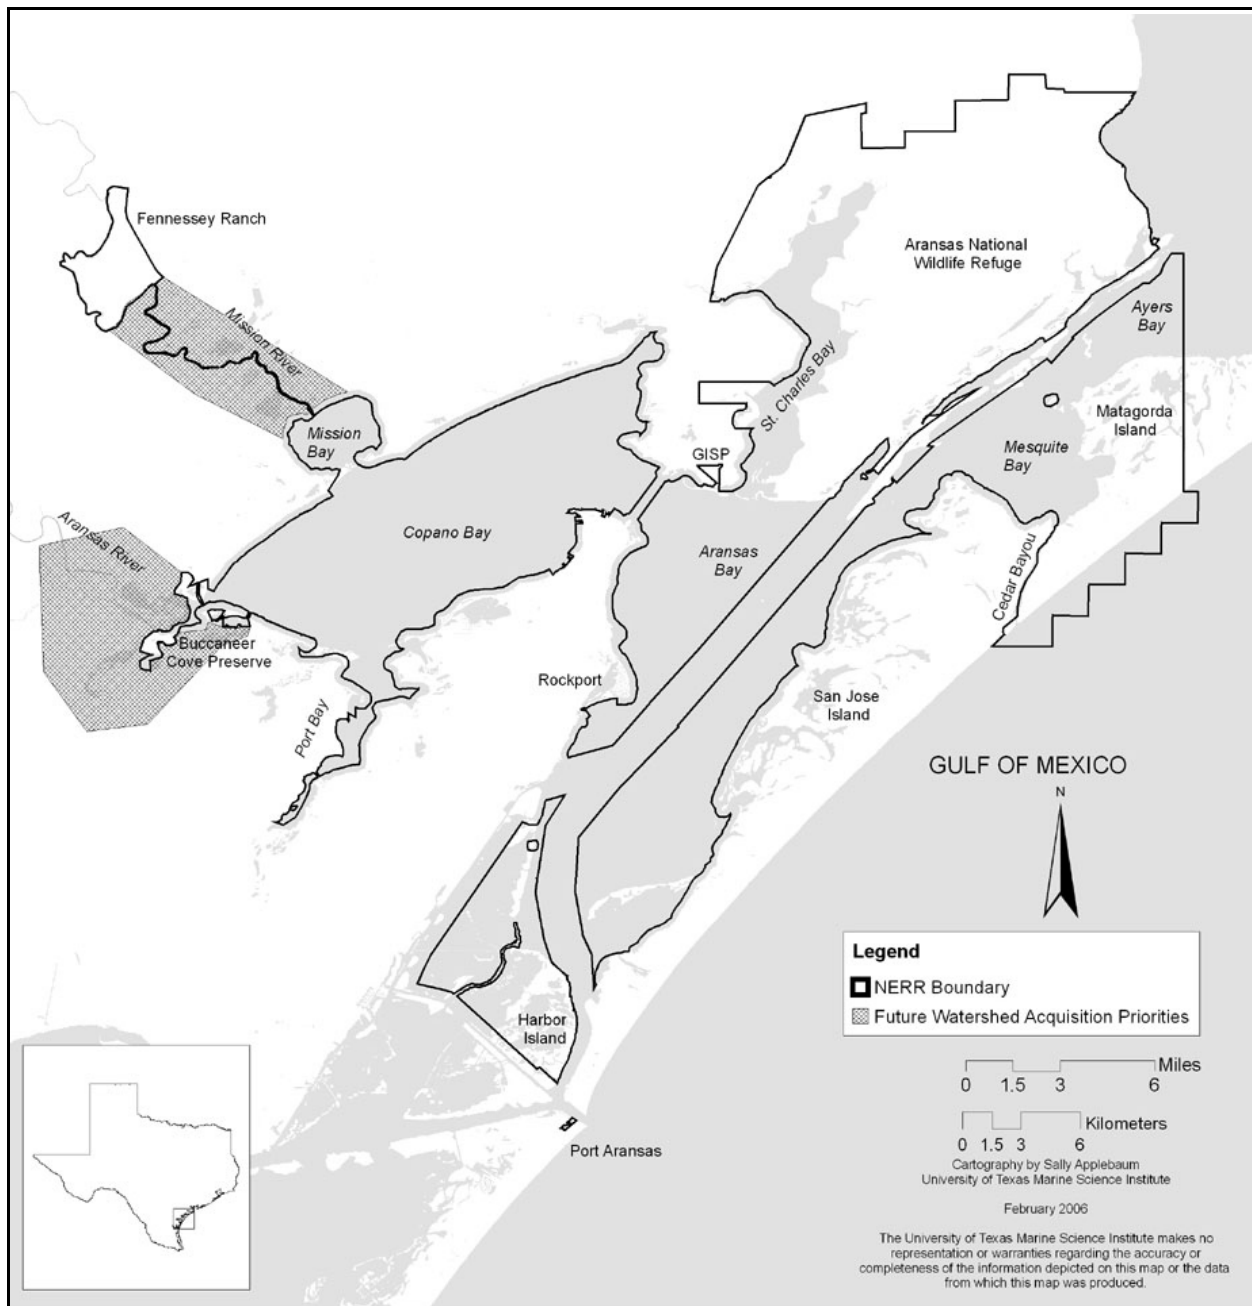 Fennessey Ranch
Mission River
Aransas National
Wildlife Refuge
Ayers
Bay
St. Charles Bay
Matagorda
Island
Mission
Bay
GISP
Mesquite
Bay
Aransas River
Copano Bay
Aransas
Bay
Cedar Bayou
Buccaneer
Cove Preserve
Rockport
San Jose
Island
Port Bay
GULF OF MEXICO
N
Legend
NERR Boundary
Future Watershed Acquisition Priorities
Harbor
Island
Miles
0 1.5 3 6
Kilometers
0 1.5 3 6
Port Aransas
Cartography by Sally Applebaum
University of Texas Marine Science Institute
February 2006
The University of Texas Marine Science Institute makes no
representation or warranties regarding the accuracy or
completeness of the information depicted on this map or the data
from which this map was produced.